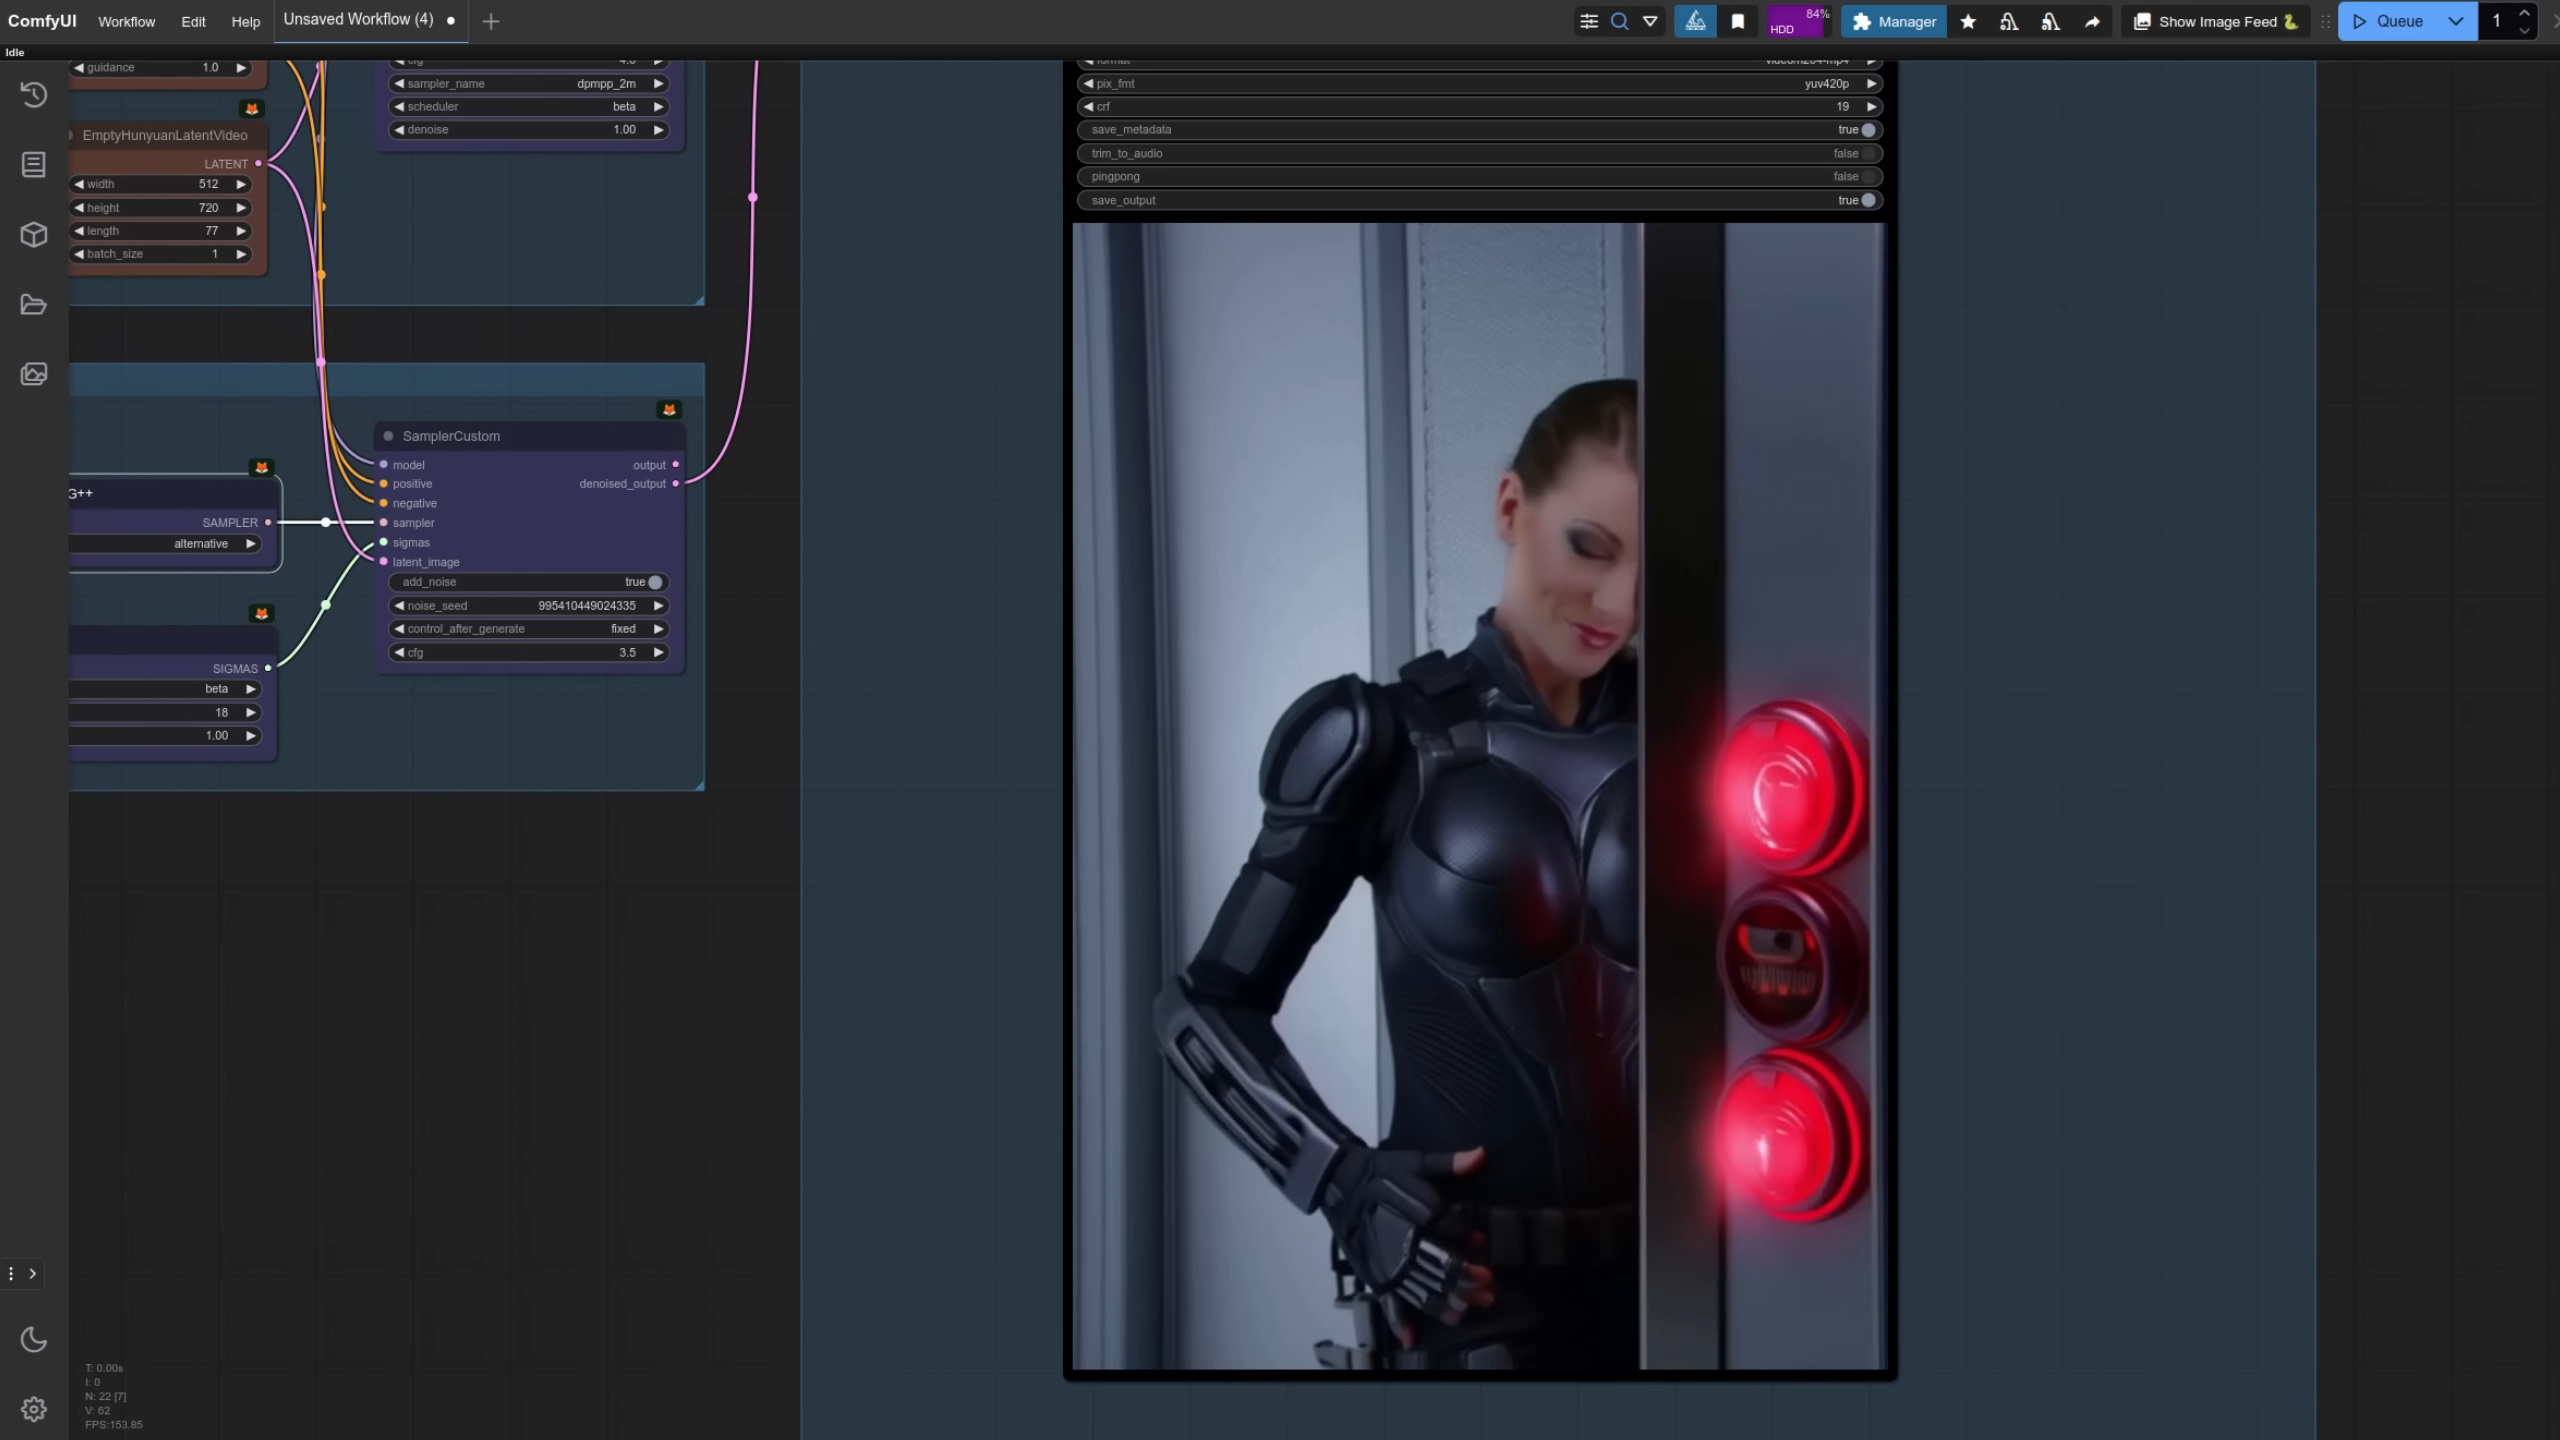 ComfyUI Workflow Edit Help Unsaved Workflow (4)
84%
HDD
Manager
Show Image Feed
Queue
1
Idle
guidance 1.0
EmptyHunyuanLatentVideo
LATENT
width 512
height 720
length 77
batch_size 1
sampler_name dpmpp_2m
scheduler beta
denoise 1.00
G++
SAMPLER
alternative
SIGMAS
beta
18
1.00
SamplerCustom
model output
positive denoised_output
negative
sampler
sigmas
latent_image
add_noise true
noise_seed 995410449024335
control_after_generate fixed
cfg 3.5
pix_fmt yuv420p
crf 19
save_metadata true
trim_to_audio false
pingpong false
save_output true
T: 0.00s
I: 0
N: 22 [7]
V: 62
FPS:153.85